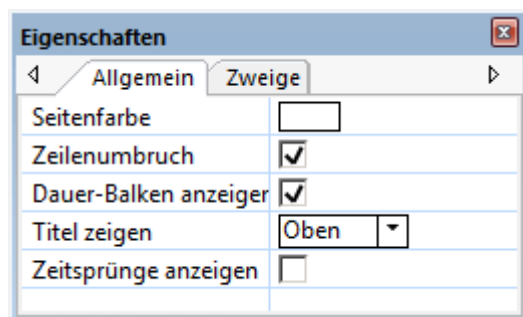 Eigenschaften
Allgemein Zweige
Seitenfarbe
Zeilenumbruch
Dauer-Balken anzeiger
Titel zeigen Oben
Zeitsprünge anzeigen